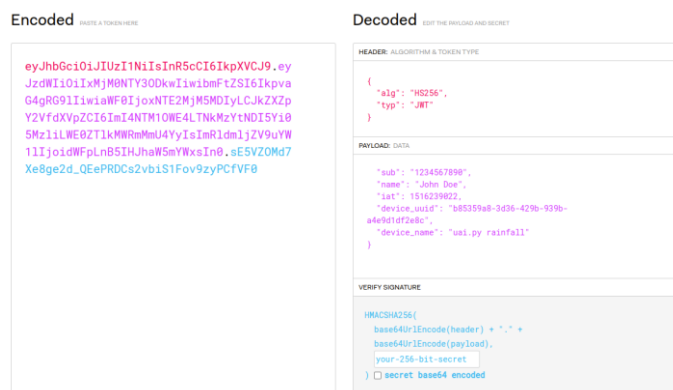 Encoded PASTE A TOKEN HERE
eyJhbGciOiJIUzI1NiIsInR5cCI6IkpXVCJ9.ey
JzdWIiOiIxMjM0NTY3ODkwIiwibmFtZSI6Ikpva
G4gRG9lIiwiaWF0IjoxNTE2MjM5MDIyLCJkZXZp
Y2VfdXVpZCI6ImI4NTM1OWE4LTNkMzYtNDI5Yi0
5MzliLWE0ZTlkMWRmMmU4YyIsImRldmljZV9uYW
1lIjoidWFpLnB5IHJhaW5mYWxsIn0.sE5VZOMd7
Xe8ge2d_QEePRDCs2vbiS1Fov9zyPCfVF0
Decoded EDIT THE PAYLOAD AND SECRET
HEADER: ALGORITHM & TOKEN TYPE
{
"alg": "HS256",
"typ": "JWT"
}
PAYLOAD: DATA
"sub": "1234567890",
"name": "John Doe",
"iat": 1516239022,
"device_uuid": "b85359a8-3d36-429b-939b-
a4e9d1df2e8c",
"device_name": "uai.py rainfall"
}
VERIFY SIGNATURE
HMACSHA256(
base64UrlEncode(header) + "." +
base64UrlEncode(payload),
your-256-bit-secret
) secret base64 encoded